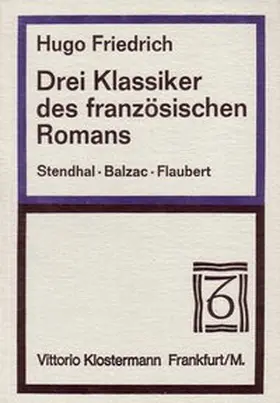 Hugo Friedrich
Drei Klassiker
des französischen
Romans
Stendhal · Balzac · Flaubert
Vittorio Klostermann Frankfurt/M.